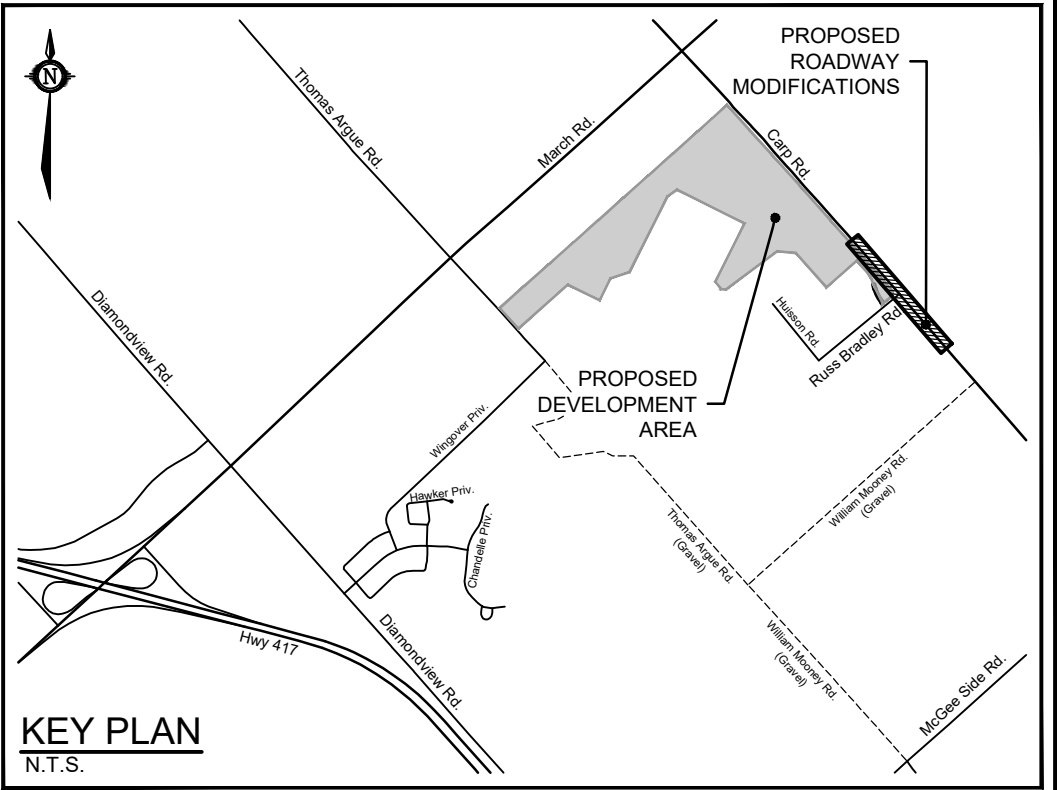 N
PROPOSED
ROADWAY
MODIFICATIONS
Thomas Argue Rd.
March Rd.
Carp Rd.
Diamondview Rd.
Huisson Rd.
Russ Bradley Rd.
PROPOSED
DEVELOPMENT
AREA
Wingover Priv.
Hawker Priv.
Chandelle Priv.
William Mooney Rd.
(Gravel)
Thomas Argue Rd.
(Gravel)
Hwy 417
Diamondview Rd.
William Mooney Rd.
(Gravel)
McGee Side Rd.
KEY PLAN
N.T.S.